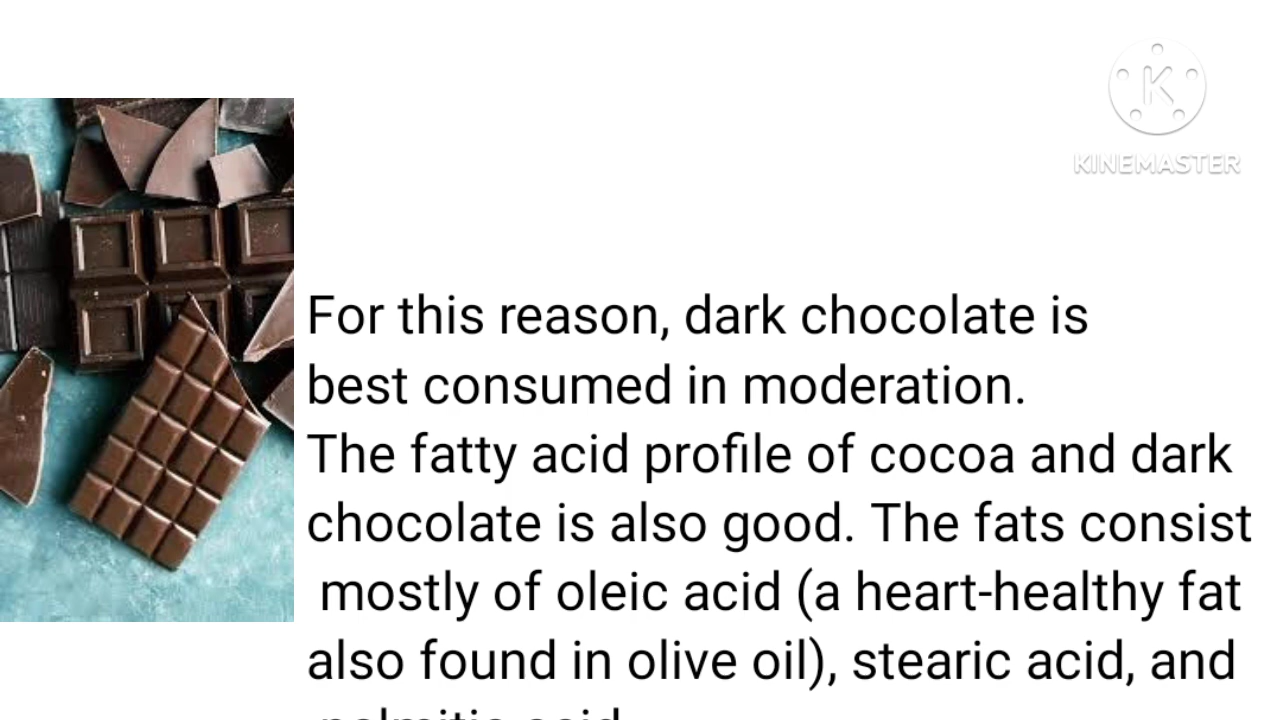 KINEMASTER
For this reason, dark chocolate is
best consumed in moderation.
The fatty acid profile of cocoa and dark
chocolate is also good. The fats consist
mostly of oleic acid (a heart-healthy fat
also found in olive oil), stearic acid, and
palmitic acid